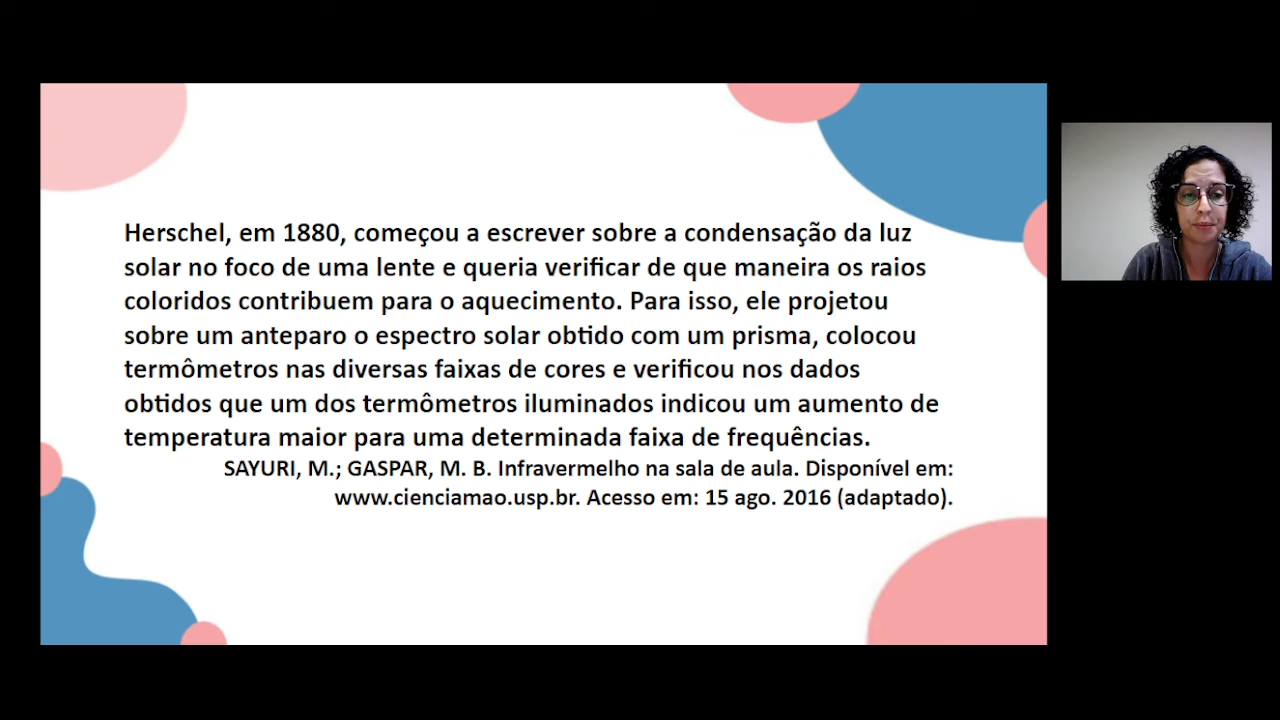 Herschel, em 1880, começou a escrever sobre a condensação da luz
solar no foco de uma lente e queria verificar de que maneira os raios
coloridos contribuem para o aquecimento. Para isso, ele projetou
sobre um anteparo o espectro solar obtido com um prisma, colocou
termômetros nas diversas faixas de cores e verificou nos dados
obtidos que um dos termômetros iluminados indicou um aumento de
temperatura maior para uma determinada faixa de frequências.
SAYURI, M.; GASPAR, M. B. Infravermelho na sala de aula. Disponível em:
www.cienciamao.usp.br. Acesso em: 15 ago. 2016 (adaptado).